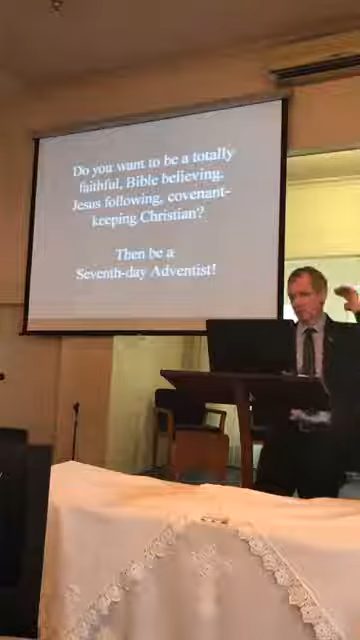 Do you want to be a totally
faithful, Bible believing,
Jesus following, covenant-
keeping Christian?
Then be a
Seventh-day Adventist!